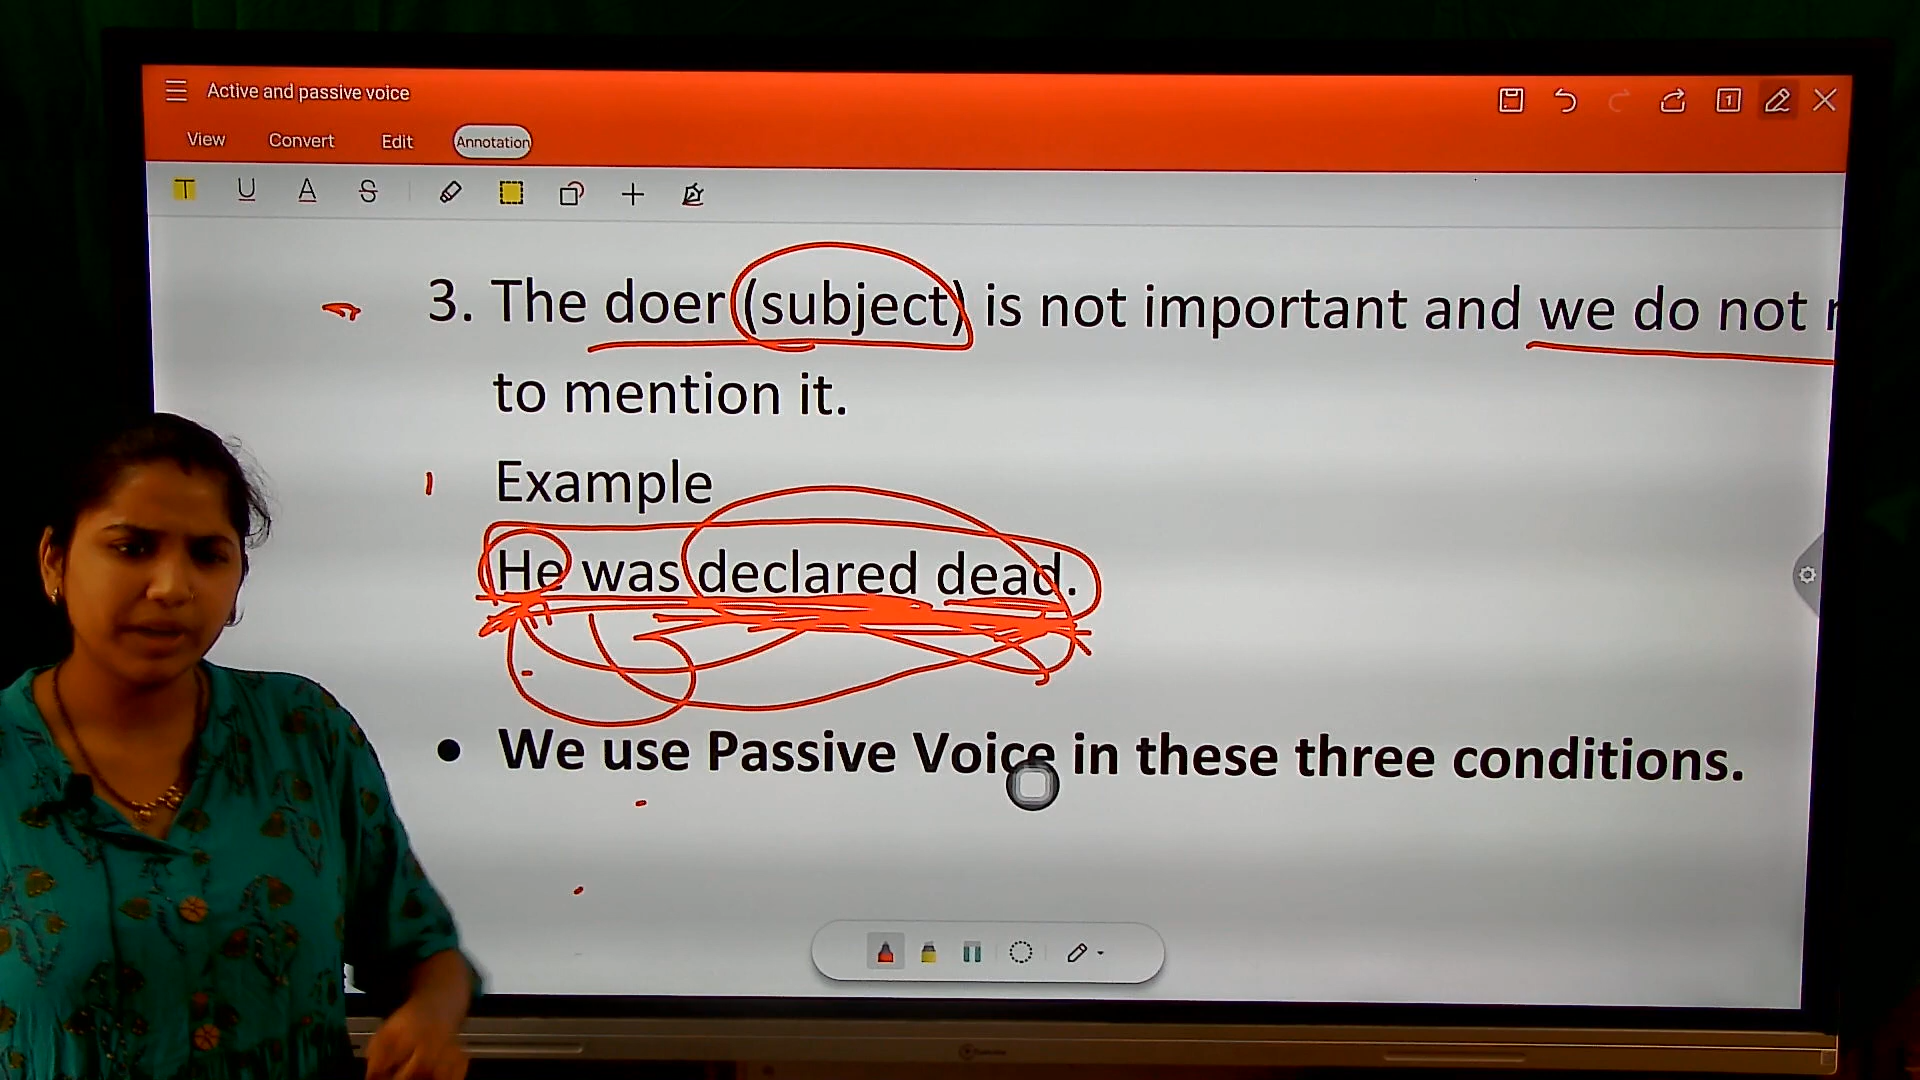 Active and passive voice
View Convert Edit Annotation
3. The doer (subject) is not important and we do not
to mention it.
Example
He was declared dead.
• We use Passive Voice in these three conditions.